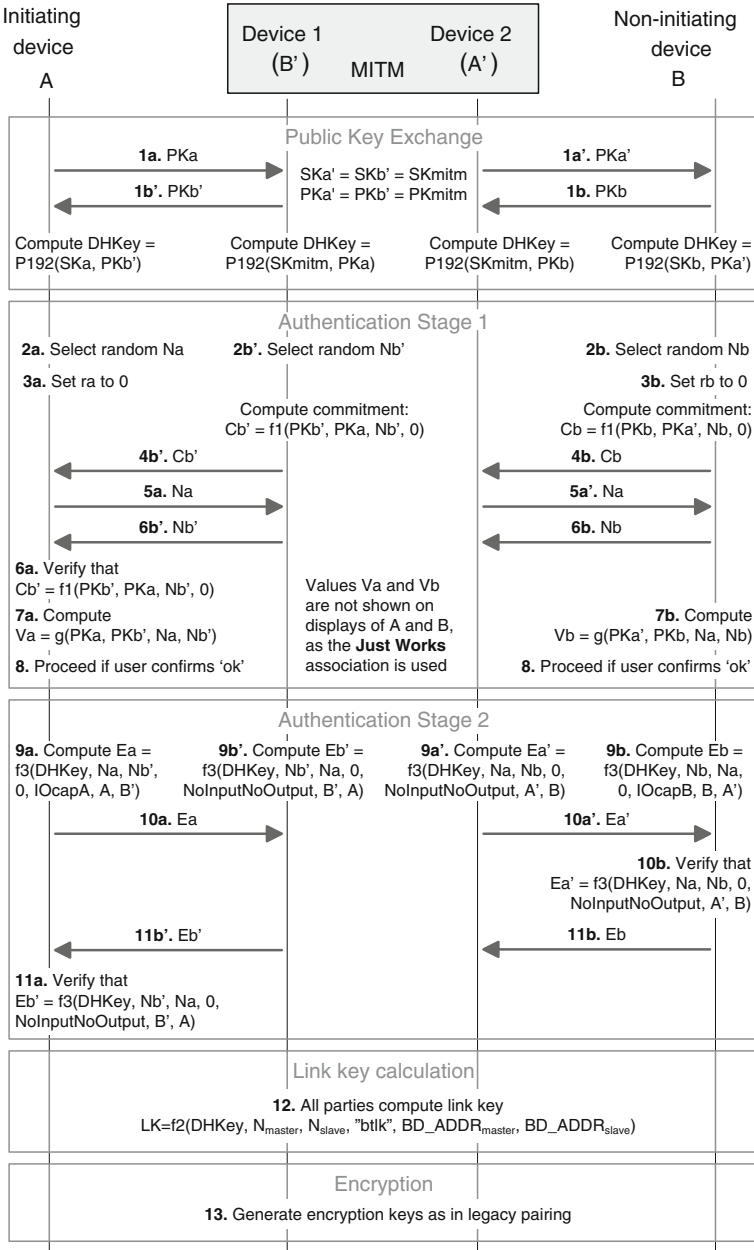 Initiating
device
A
Device 1
(B')
MITM
Device 2
(A')
Non-initiating
device
B
Public Key Exchange
1a. PKa
1b'. PKb'
SKa' = SKb' = SKmitm
PKa' = PKb' = PKmitm
1a'. PKa'
1b. PKb
Compute DHKey =
P192(SKa, PKb')
Compute DHKey =
P192(SKmitm, PKa)
Compute DHKey =
P192(SKmitm, PKb)
Compute DHKey =
P192(SKb, PKa')
Authentication Stage 1
2a. Select random Na
2b'. Select random Nb'
2b. Select random Nb
3a. Set ra to 0
3b. Set rb to 0
Compute commitment:
Cb' = f1(PKb', PKa, Nb', 0)
Compute commitment:
Cb = f1(PKb, PKa', Nb, 0)
4b'. Cb'
4b. Cb
5a. Na
5a'. Na
6b'. Nb'
6b. Nb
6a. Verify that
Cb' = f1(PKb', PKa, Nb', 0)
7a. Compute
Va = g(PKa, PKb', Na, Nb')
Values Va and Vb
are not shown on
displays of A and B,
as the Just Works
association is used
7b. Compute
Vb = g(PKa', PKb, Na, Nb)
8. Proceed if user confirms 'ok'
8. Proceed if user confirms 'ok'
Authentication Stage 2
9a. Compute Ea =
f3(DHKey, Na, Nb',
0, IOcapA, A, B')
9b'. Compute Eb' =
f3(DHKey, Nb', Na, 0,
NoInputNoOutput, B', A)
9a'. Compute Ea' =
f3(DHKey, Na, Nb, 0,
NoInputNoOutput, A', B)
9b. Compute Eb =
f3(DHKey, Nb, Na,
0, IOcapB, B, A')
10a. Ea
10a'. Ea'
10b. Verify that
Ea' = f3(DHKey, Na, Nb, 0,
NoInputNoOutput, A', B)
11b'. Eb'
11b. Eb
11a. Verify that
Eb' = f3(DHKey, Nb', Na, 0,
NoInputNoOutput, B', A)
Link key calculation
12. All parties compute link key
LK=f2(DHKey, Nmaster, Nslave, "btlk", BD_ADDRmaster, BD_ADDRslave)
Encryption
13. Generate encryption keys as in legacy pairing